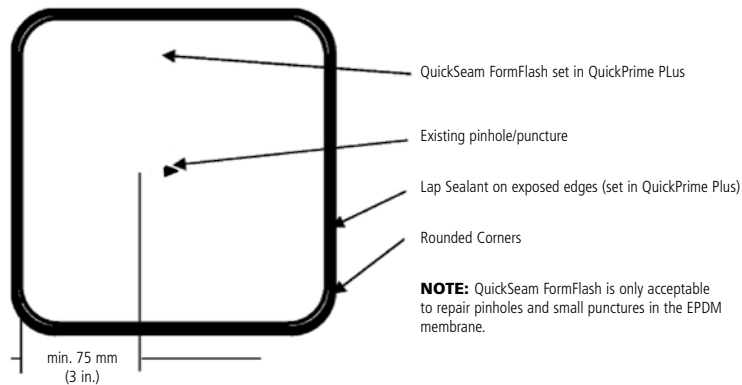 QuickSeam FormFlash set in QuickPrime PLus
Existing pinhole/puncture
Lap Sealant on exposed edges (set in QuickPrime Plus)
Rounded Corners
NOTE: QuickSeam FormFlash is only acceptable
to repair pinholes and small punctures in the EPDM
membrane.
min. 75 mm
(3 in.)